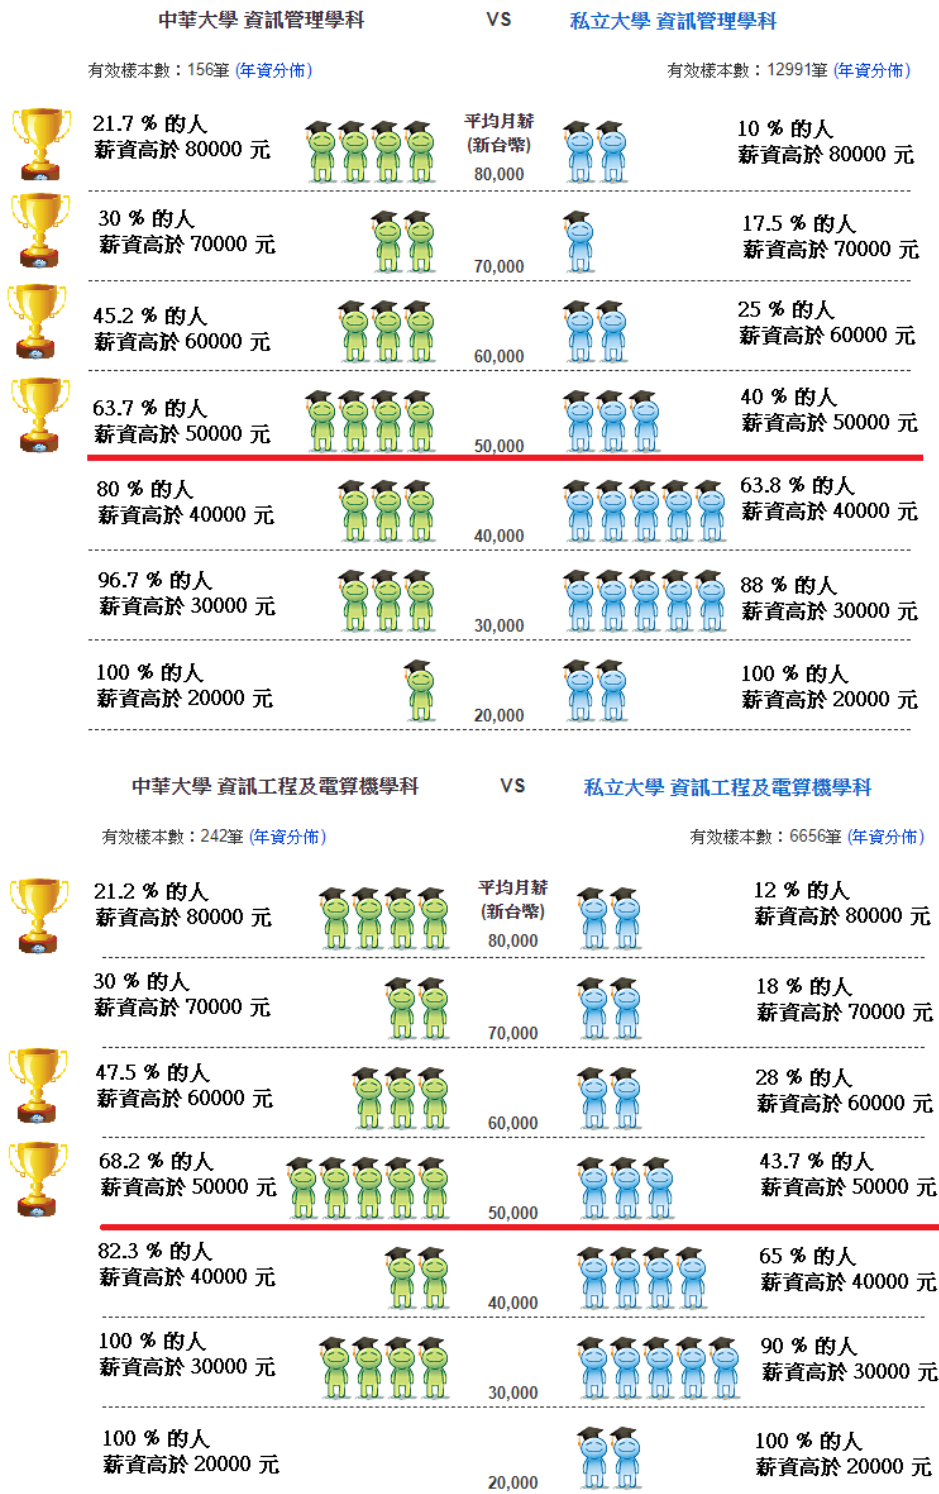 中華大學 資訊管理學科 VS 私立大學 資訊管理學科
有效樣本數：156筆 (年資分佈) 有效樣本數：12991筆 (年資分佈)
21.7 % 的人
薪資高於 80000 元
平均月薪
(新台幣)
80,000
10 % 的人
薪資高於 80000 元
30 % 的人
薪資高於 70000 元
70,000
17.5 % 的人
薪資高於 70000 元
45.2 % 的人
薪資高於 60000 元
60,000
25 % 的人
薪資高於 60000 元
63.7 % 的人
薪資高於 50000 元
50,000
40 % 的人
薪資高於 50000 元
80 % 的人
薪資高於 40000 元
40,000
63.8 % 的人
薪資高於 40000 元
96.7 % 的人
薪資高於 30000 元
30,000
88 % 的人
薪資高於 30000 元
100 % 的人
薪資高於 20000 元
20,000
100 % 的人
薪資高於 20000 元
中華大學 資訊工程及電算機學科 VS 私立大學 資訊工程及電算機學科
有效樣本數：242筆 (年資分佈) 有效樣本數：6656筆 (年資分佈)
21.2 % 的人
薪資高於 80000 元
平均月薪
(新台幣)
80,000
12 % 的人
薪資高於 80000 元
30 % 的人
薪資高於 70000 元
70,000
18 % 的人
薪資高於 70000 元
47.5 % 的人
薪資高於 60000 元
60,000
28 % 的人
薪資高於 60000 元
68.2 % 的人
薪資高於 50000 元
50,000
43.7 % 的人
薪資高於 50000 元
82.3 % 的人
薪資高於 40000 元
40,000
65 % 的人
薪資高於 40000 元
100 % 的人
薪資高於 30000 元
30,000
90 % 的人
薪資高於 30000 元
100 % 的人
薪資高於 20000 元
20,000
100 % 的人
薪資高於 20000 元